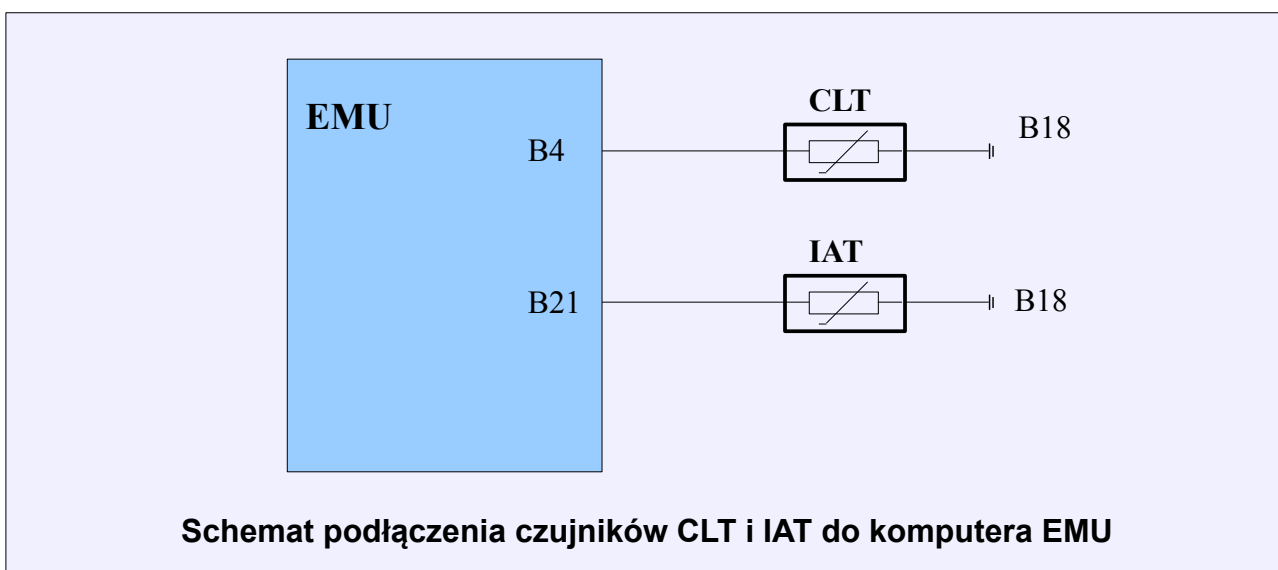 EMU
CLT
B4
B18
IAT
B21
B18
Schemat podłączenia czujników CLT i IAT do komputera EMU